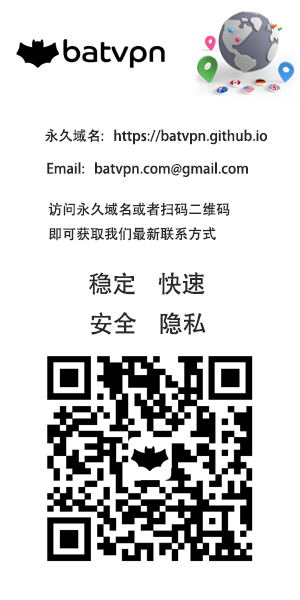 batvpn
永久域名: https://batvpn.github.io
Email: batvpn.com@gmail.com
访问永久域名或者扫码二维码
即可获取我们最新联系方式
稳定 快速
安全 隐私